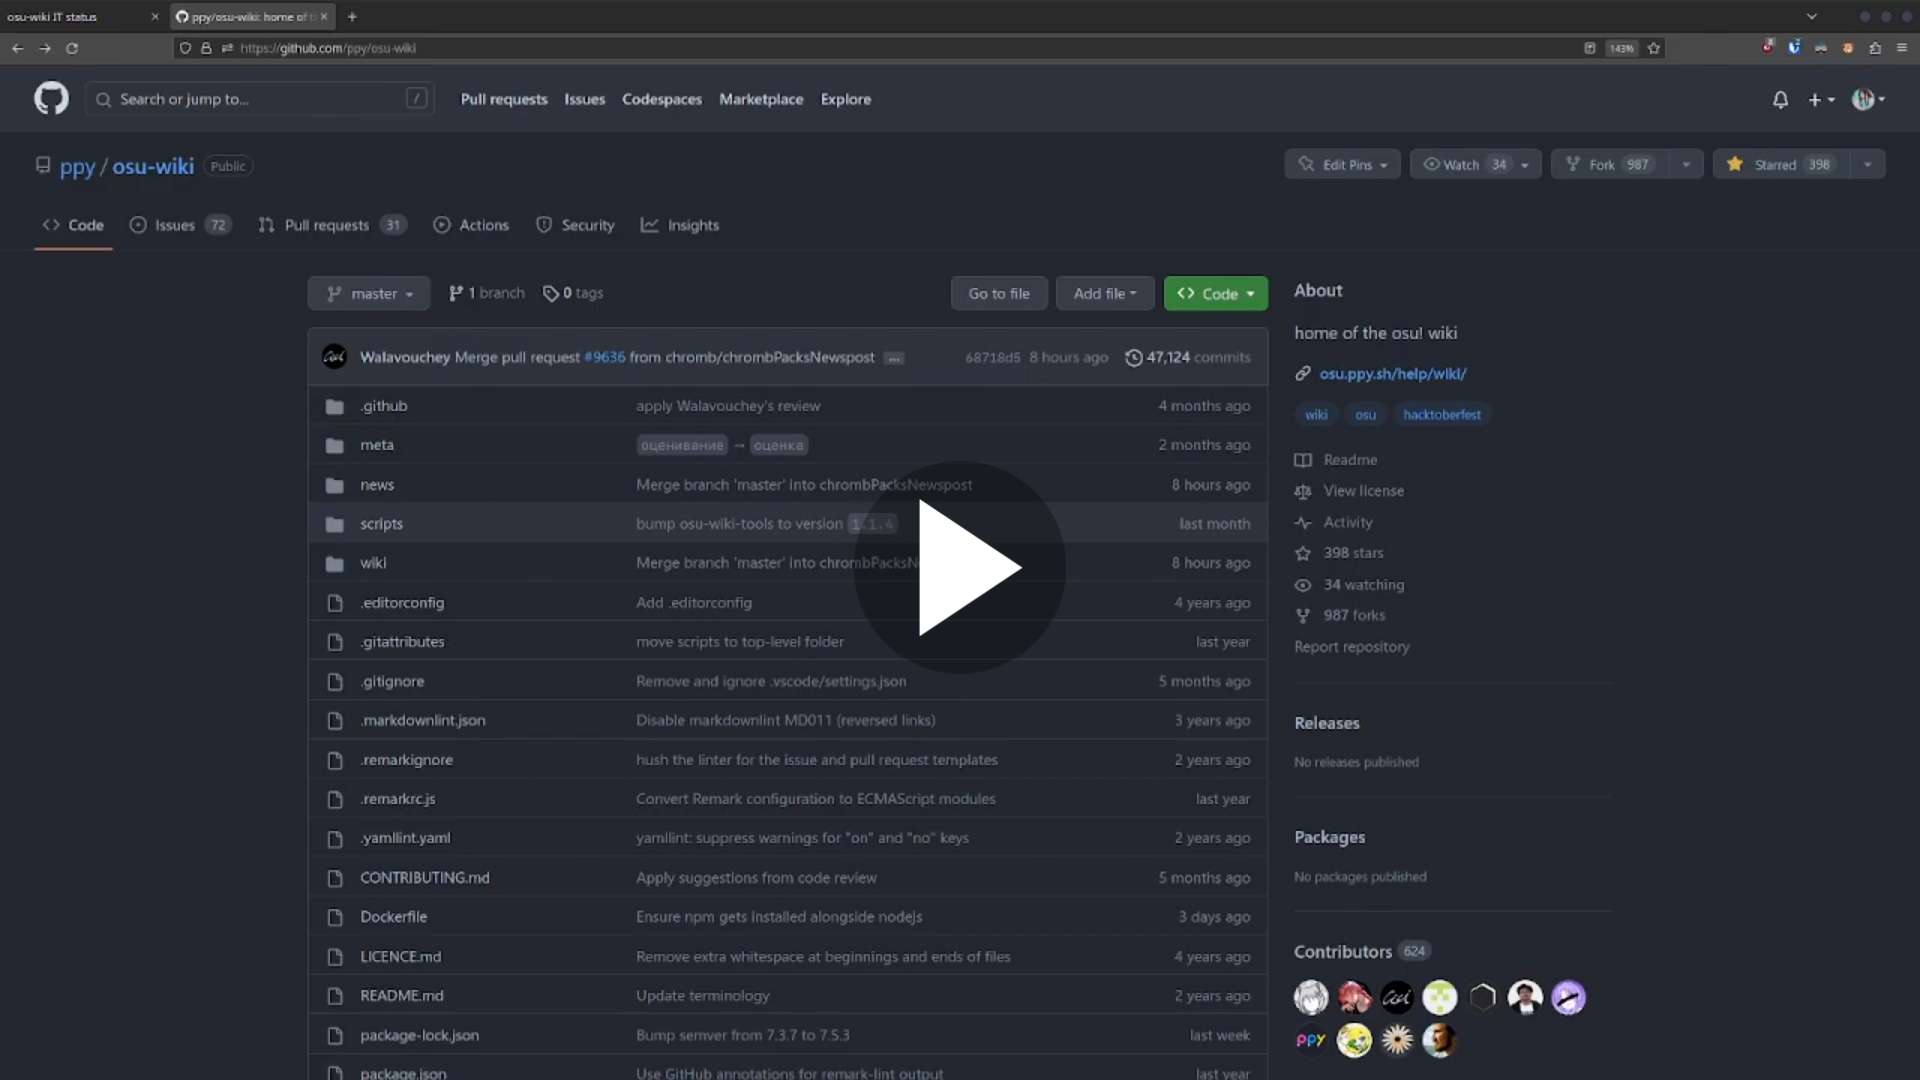 osu-wiki IT status
ppy/osu-wiki: home of t
https://github.com/ppy/osu-wiki
143%
Search or jump to...
/
Pull requests
Issues
Codespaces
Marketplace
Explore
ppy / osu-wiki
Public
Edit Pins
Watch 34
Fork 987
Starred 398
Code
Issues 72
Pull requests 31
Actions
Security
Insights
master
1 branch
0 tags
Go to file
Add file
Code
Walavouchey Merge pull request #9636 from chromb/chrombPacksNewspost ...
68718d5 8 hours ago
47,124 commits
.github
apply Walavouchey's review
4 months ago
meta
оценивание → оценка
2 months ago
news
Merge branch 'master' into chrombPacksNewspost
8 hours ago
scripts
bump osu-wiki-tools to version 1.1.4
last month
wiki
Merge branch 'master' into chrombPacksN
8 hours ago
.editorconfig
Add .editorconfig
4 years ago
.gitattributes
move scripts to top-level folder
last year
.gitignore
Remove and ignore .vscode/settings.json
5 months ago
.markdownlint.json
Disable markdownlint MD011 (reversed links)
3 years ago
.remarkignore
hush the linter for the issue and pull request templates
2 years ago
.remarkrc.js
Convert Remark configuration to ECMAScript modules
last year
.yamllint.yaml
yamllint: suppress warnings for "on" and "no" keys
2 years ago
CONTRIBUTING.md
Apply suggestions from code review
5 months ago
Dockerfile
Ensure npm gets installed alongside nodejs
3 days ago
LICENCE.md
Remove extra whitespace at beginnings and ends of files
4 years ago
README.md
Update terminology
2 years ago
package-lock.json
Bump semver from 7.3.7 to 7.5.3
last week
package.json
Use GitHub annotations for remark-lint output
last year
About
home of the osu! wiki
osu.ppy.sh/help/wiki/
wiki
osu
hacktoberfest
Readme
View license
Activity
398 stars
34 watching
987 forks
Report repository
Releases
No releases published
Packages
No packages published
Contributors 624
ppy